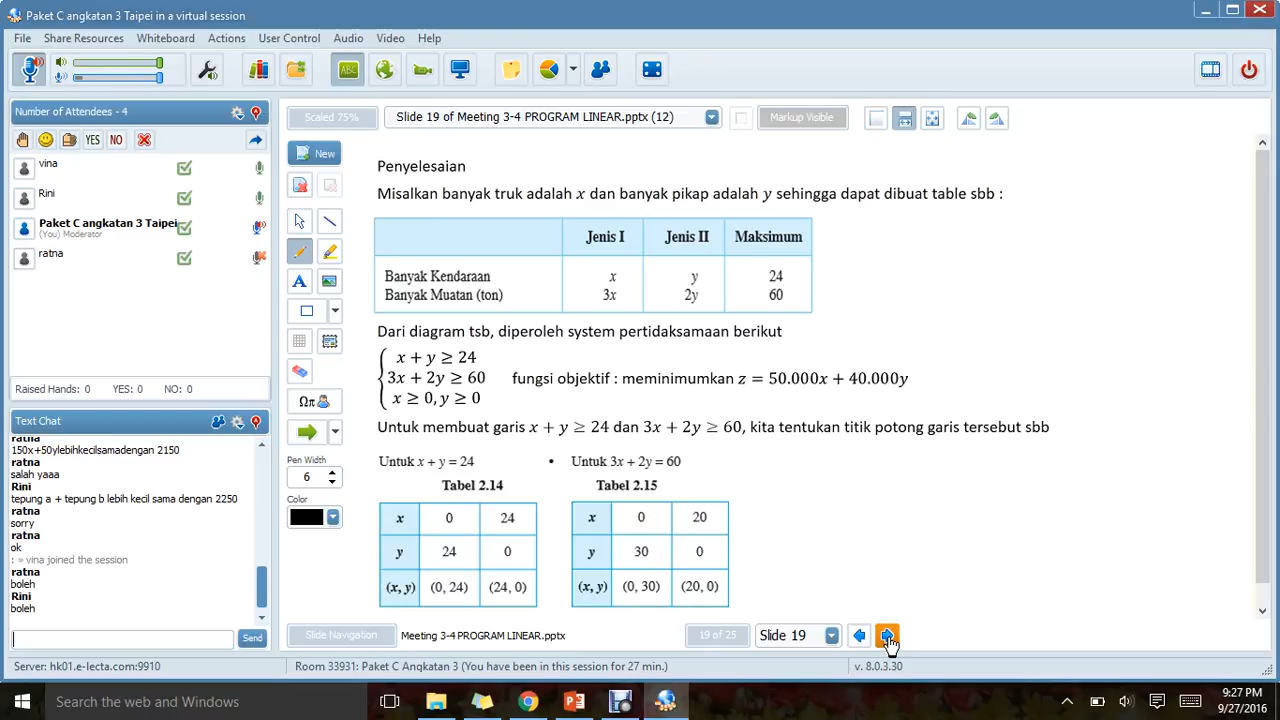 Paket C angkatan 3 Taipei in a virtual session
File Share Resources Whiteboard Actions User Control Audio Video Help
Number of Attendees - 4
YES NO
vina
Rini
Paket C angkatan 3 Taipei
(You) Moderator
ratna
Raised Hands: 0 YES: 0 NO: 0
Text Chat
ratna
150x+50ylebihkecilsamadengan 2150
ratna
salah yaaa
Rini
tepung a + tepung b lebih kecil sama dengan 2250
ratna
sorry
ratna
ok
: » vina joined the session
ratna
boleh
Rini
boleh
Send
Scaled 75% Slide 19 of Meeting 3-4 PROGRAM LINEAR.pptx (12) Markup Visible
New
A
Ωπ
Pen Width
6
Color
ABC
Penyelesaian
Misalkan banyak truk adalah x dan banyak pikap adalah y sehingga dapat dibuat table sbb :
Jenis I Jenis II Maksimum
Banyak Kendaraan x y 24
Banyak Muatan (ton) 3x 2y 60
Dari diagram tsb, diperoleh system pertidaksamaan berikut
x + y ≥ 24
3x + 2y ≥ 60 fungsi objektif : meminimumkan z = 50.000x + 40.000y
x ≥ 0, y ≥ 0
Untuk membuat garis x + y ≥ 24 dan 3x + 2y ≥ 60, kita tentukan titik potong garis tersebut sbb
Untuk x + y = 24 • Untuk 3x + 2y = 60
Tabel 2.14 Tabel 2.15
x 0 24 x 0 20
y 24 0 y 30 0
(x, y) (0, 24) (24, 0) (x, y) (0, 30) (20, 0)
Slide Navigation Meeting 3-4 PROGRAM LINEAR.pptx 19 of 25 Slide 19
Server: hk01.e-lecta.com:9910 Room 33931: Paket C Angkatan 3 (You have been in this session for 27 min.) v. 8.0.3.30
Search the web and Windows
9:27 PM
9/27/2016